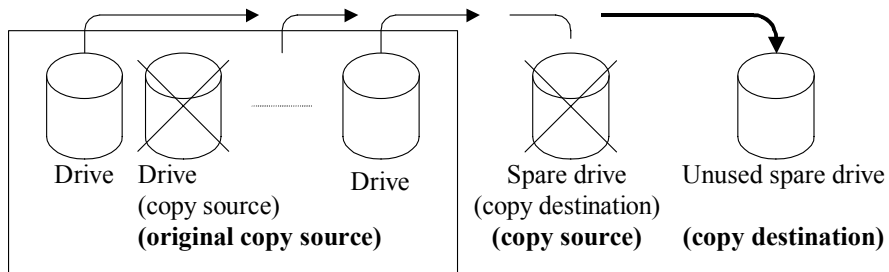 Drive
Drive
(copy source)
(original copy source)
Drive
Spare drive
(copy destination)
(copy source)
Unused spare drive
(copy destination)